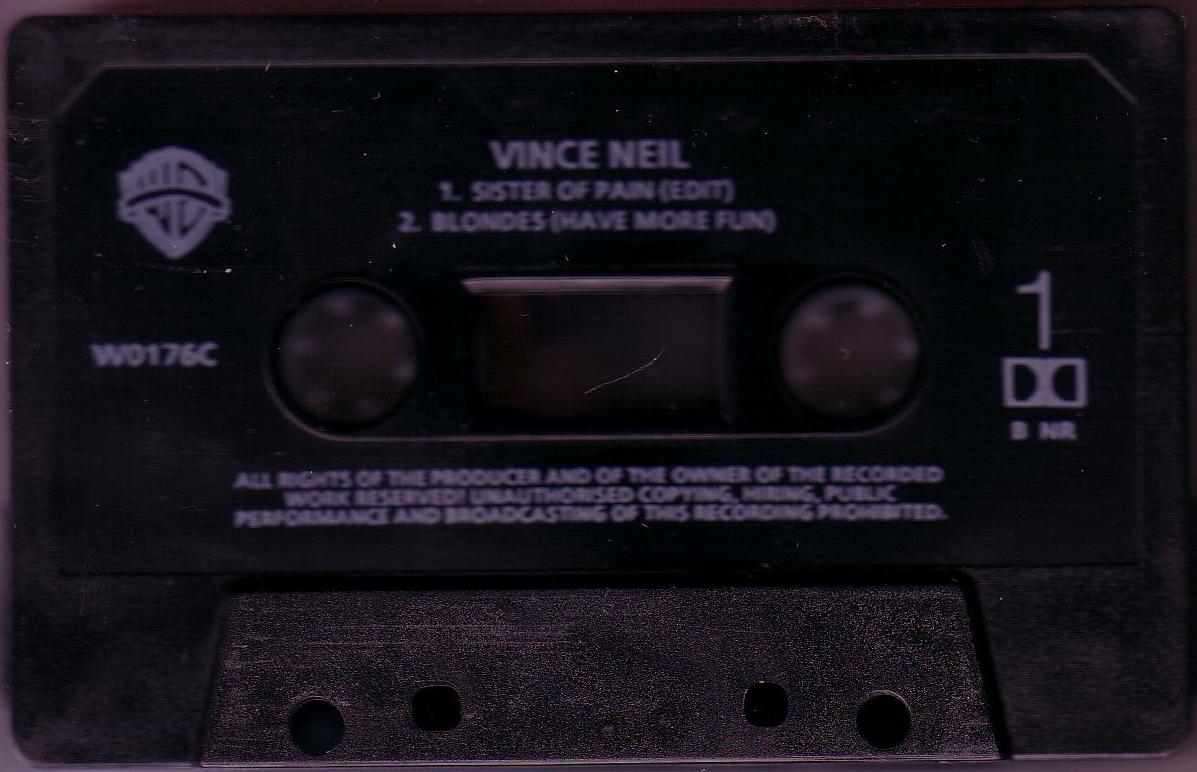 VINCE NEIL
1. SISTER OF PAIN (EDIT)
2. BLONDES (HAVE MORE FUN)
1
W0176C
B NR
ALL RIGHTS OF THE PRODUCER AND OF THE OWNER OF THE RECORDED
WORK RESERVED! UNAUTHORISED COPYING, HIRING, PUBLIC
PERFORMANCE AND BROADCASTING OF THIS RECORDING PROHIBITED.